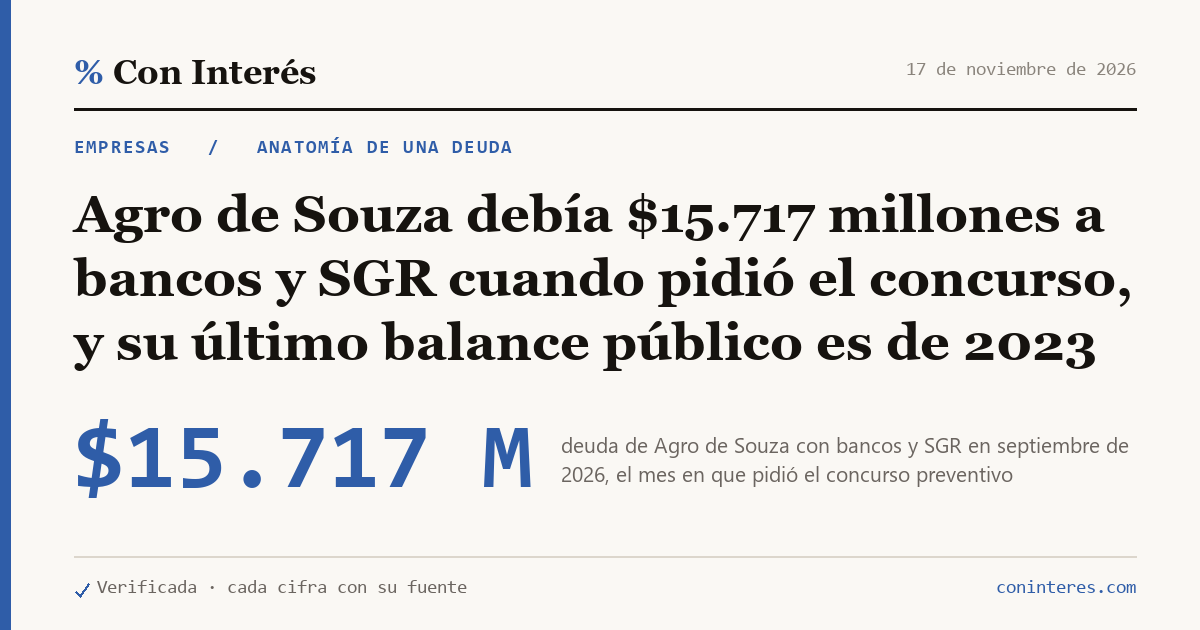 % Con Interés
17 de noviembre de 2026
EMPRESAS / ANATOMÍA DE UNA DEUDA
Agro de Souza debía $15.717 millones a
bancos y SGR cuando pidió el concurso,
y su último balance público es de 2023
$15.717 M
deuda de Agro de Souza con bancos y SGR en septiembre de
2026, el mes en que pidió el concurso preventivo
✓ Verificada · cada cifra con su fuente
coninteres.com